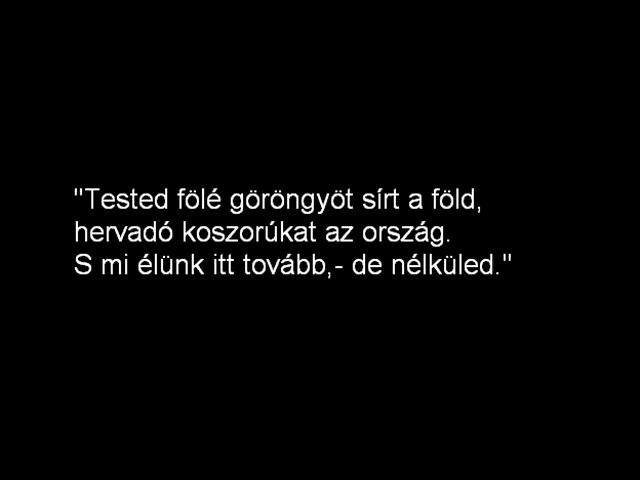 "Tested fölé göröngyöt sírt a föld,
hervadó koszorúkat az ország.
S mi élünk itt tovább,- de nélküled."